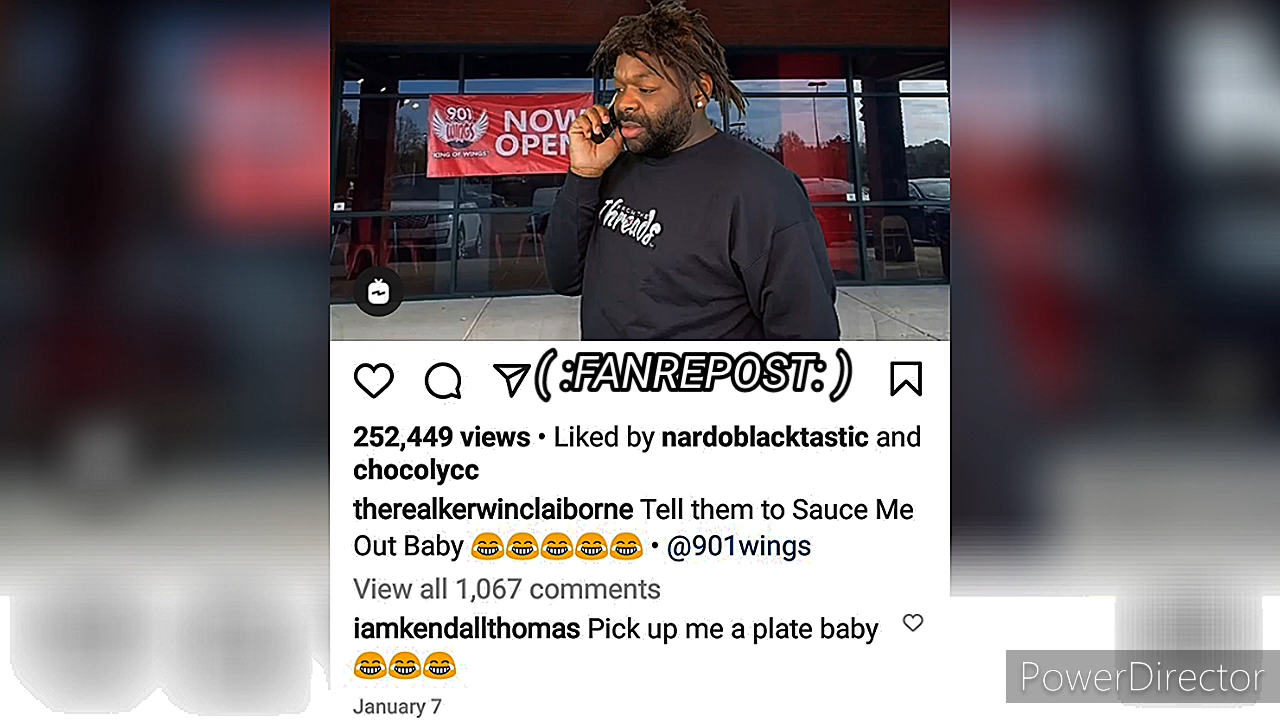 901
WINGS
KING OF WINGS
NOW
OPEN
Threads
( :FANREPOST: )
252,449 views • Liked by nardoblacktastic and
chocolycc
therealkerwinclaiborne Tell them to Sauce Me
Out Baby 😂😂😂😂😂 • @901wings
View all 1,067 comments
iamkendallthomas Pick up me a plate baby
😂😂😂
January 7
PowerDirector